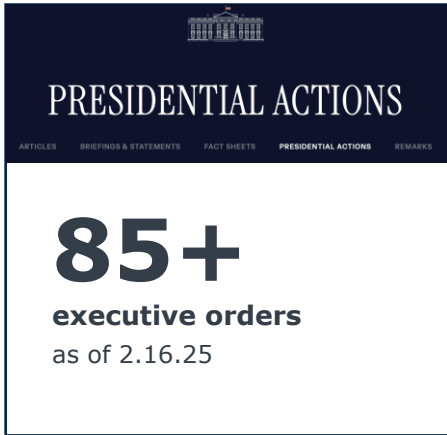 PRESIDENTIAL ACTIONS
ARTICLES BRIEFINGS & STATEMENTS FACT SHEETS PRESIDENTIAL ACTIONS REMARKS
85+
executive orders
as of 2.16.25